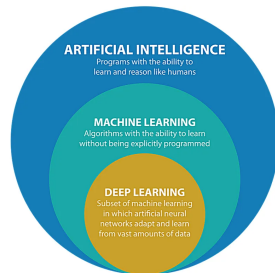 ARTIFICIAL INTELLIGENCE
Programs with the ability to
learn and reason like humans
MACHINE LEARNING
Algorithms with the ability to learn
without being explicitly programmed
DEEP LEARNING
Subset of machine learning
in which artificial neural
networks adapt and learn
from vast amounts of data